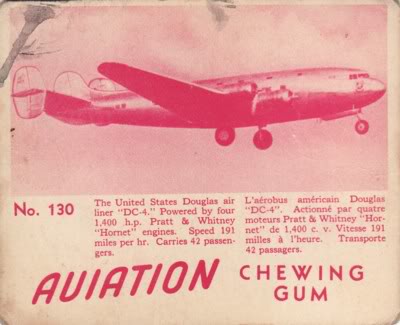 No. 130
The United States Douglas air
liner "DC-4." Powered by four
1,400 h.p. Pratt & Whitney
"Hornet" engines. Speed 191
miles per hr. Carries 42 passen-
gers.
L'aérobus américain Douglas
"DC-4". Actionné par quatre
moteurs Pratt & Whitney "Hor-
net" de 1,400 c. v. Vitesse 191
milles à l'heure. Transporte
42 passagers.
AVIATION CHEWING
GUM